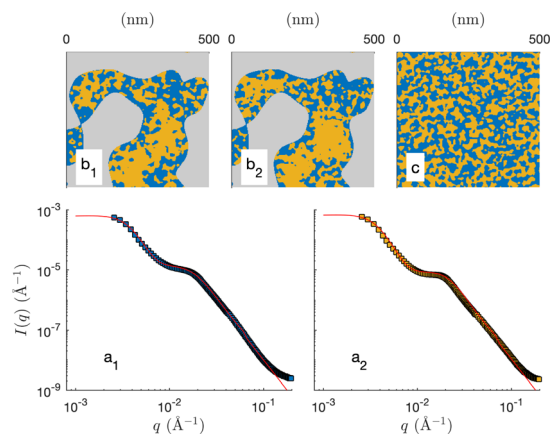 (nm) (nm) (nm)
0 500 0 500 0 500
b₁ b₂ c
10⁻³
10⁻⁵
10⁻⁷
10⁻⁹
I(q) (Å⁻¹)
a₁ a₂
10⁻³ 10⁻² 10⁻¹ 10⁻³ 10⁻² 10⁻¹
q (Å⁻¹) q (Å⁻¹)